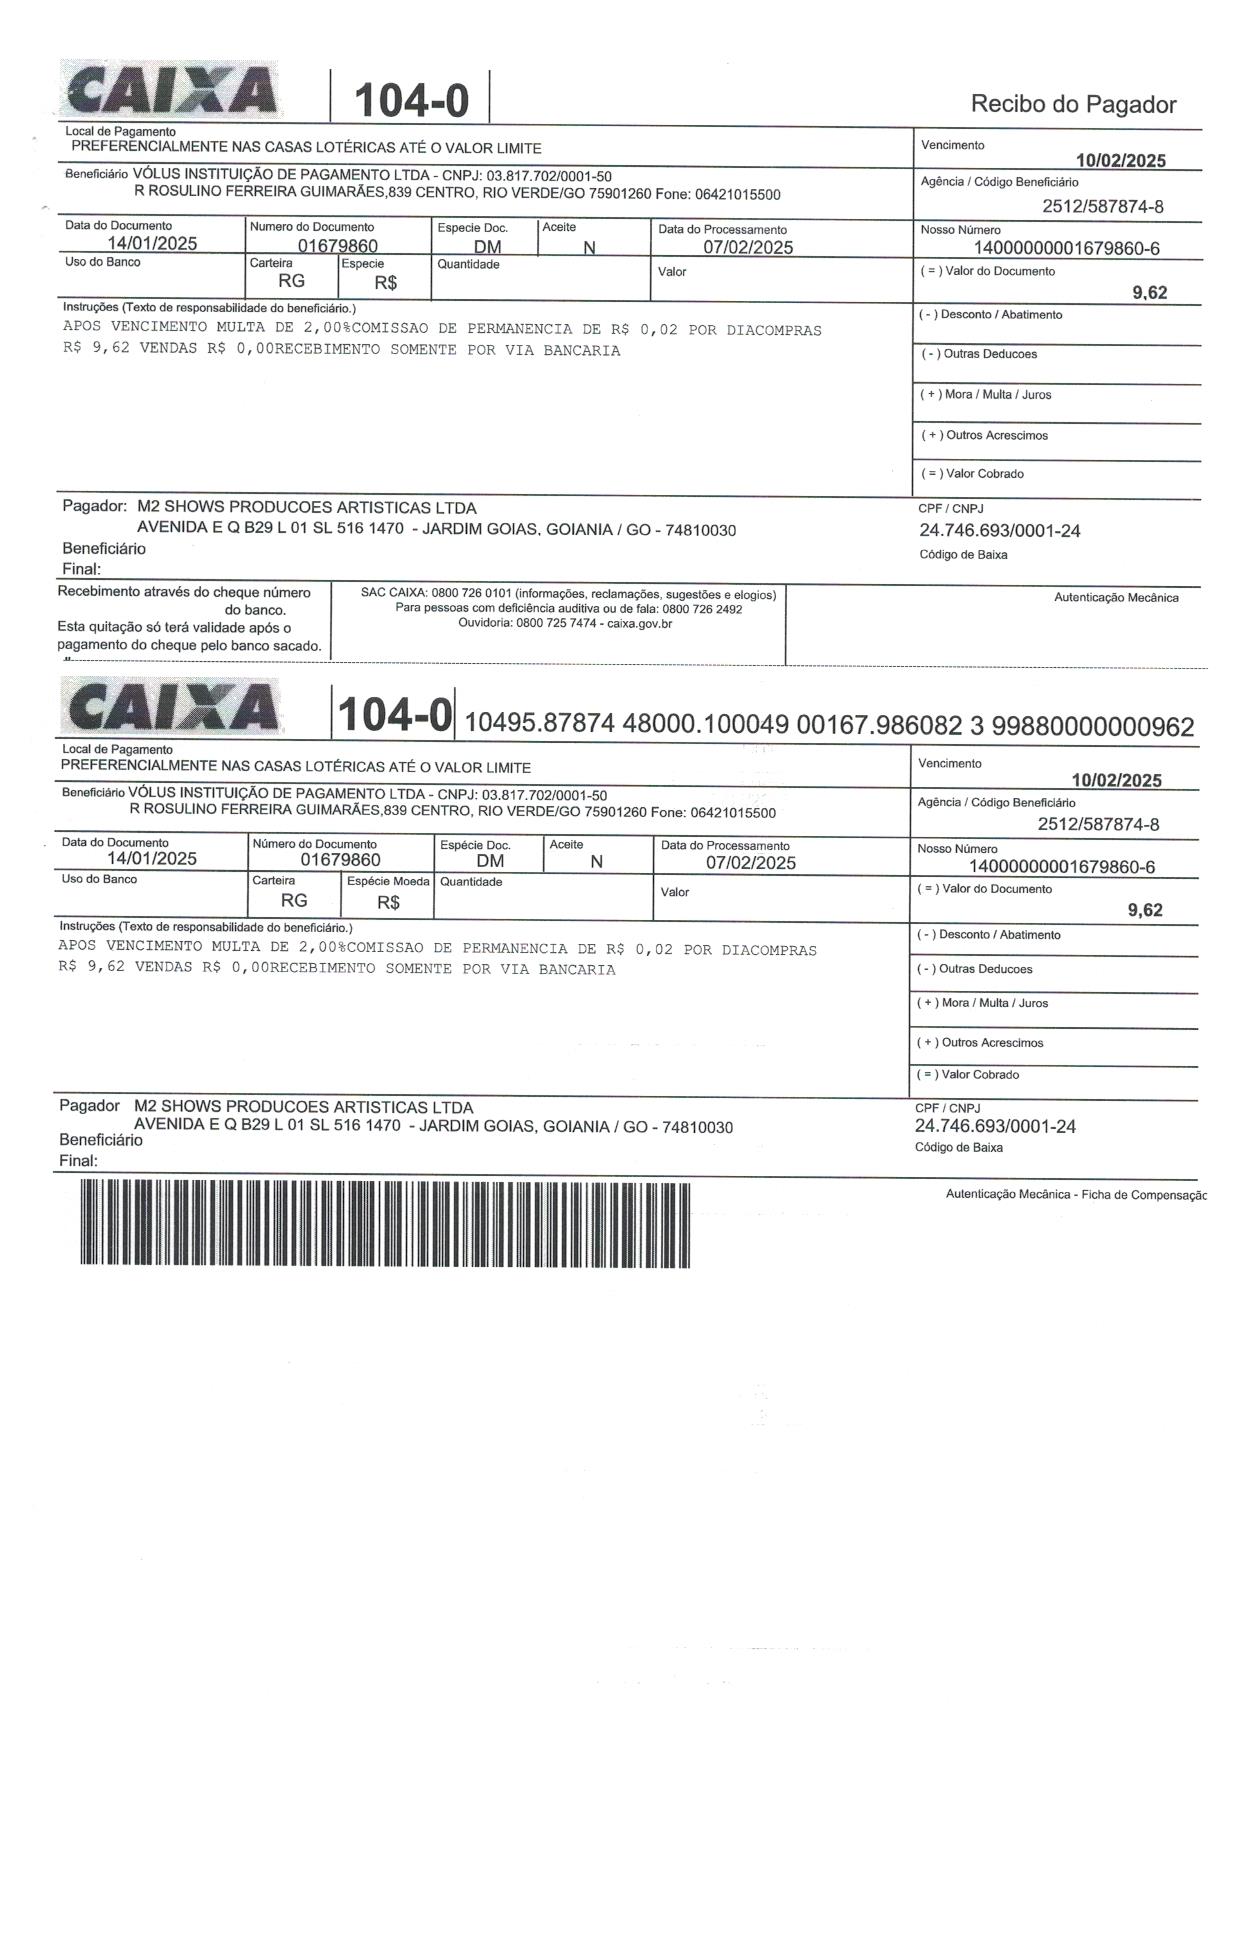 CAIXA
104-0
Recibo do Pagador
Local de Pagamento
PREFERENCIALMENTE NAS CASAS LOTÉRICAS ATÉ O VALOR LIMITE
Vencimento
10/02/2025
Beneficiário VÓLUS INSTITUIÇÃO DE PAGAMENTO LTDA - CNPJ: 03.817.702/0001-50
R ROSULINO FERREIRA GUIMARÃES,839 CENTRO, RIO VERDE/GO 75901260 Fone: 06421015500
Agência / Código Beneficiário
2512/587874-8
Data do Documento
14/01/2025
Numero do Documento
01679860
Especie Doc.
DM
Aceite
N
Data do Processamento
07/02/2025
Nosso Número
14000000001679860-6
Uso do Banco
Carteira
RG
Especie
R$
Quantidade
Valor
( = ) Valor do Documento
9,62
Instruções (Texto de responsabilidade do beneficiário.)
APOS VENCIMENTO MULTA DE 2,00%COMISSAO DE PERMANENCIA DE R$ 0,02 POR DIACOMPRAS
R$ 9,62 VENDAS R$ 0,00RECEBIMENTO SOMENTE POR VIA BANCARIA
( - ) Desconto / Abatimento
( - ) Outras Deducoes
( + ) Mora / Multa / Juros
( + ) Outros Acrescimos
( = ) Valor Cobrado
Pagador: M2 SHOWS PRODUCOES ARTISTICAS LTDA
AVENIDA E Q B29 L 01 SL 516 1470 - JARDIM GOIAS, GOIANIA / GO - 74810030
CPF / CNPJ
24.746.693/0001-24
Beneficiário
Final:
Código de Baixa
Recebimento através do cheque número
do banco.
Esta quitação só terá validade após o
pagamento do cheque pelo banco sacado.
SAC CAIXA: 0800 726 0101 (informações, reclamações, sugestões e elogios)
Para pessoas com deficiência auditiva ou de fala: 0800 726 2492
Ouvidoria: 0800 725 7474 - caixa.gov.br
Autenticação Mecânica
CAIXA
104-0
10495.87874 48000.100049 00167.986082 3 99880000000962
Local de Pagamento
PREFERENCIALMENTE NAS CASAS LOTÉRICAS ATÉ O VALOR LIMITE
Vencimento
10/02/2025
Beneficiário VÓLUS INSTITUIÇÃO DE PAGAMENTO LTDA - CNPJ: 03.817.702/0001-50
R ROSULINO FERREIRA GUIMARÃES,839 CENTRO, RIO VERDE/GO 75901260 Fone: 06421015500
Agência / Código Beneficiário
2512/587874-8
Data do Documento
14/01/2025
Número do Documento
01679860
Espécie Doc.
DM
Aceite
N
Data do Processamento
07/02/2025
Nosso Número
14000000001679860-6
Uso do Banco
Carteira
RG
Espécie Moeda
R$
Quantidade
Valor
( = ) Valor do Documento
9,62
Instruções (Texto de responsabilidade do beneficiário.)
APOS VENCIMENTO MULTA DE 2,00%COMISSAO DE PERMANENCIA DE R$ 0,02 POR DIACOMPRAS
R$ 9,62 VENDAS R$ 0,00RECEBIMENTO SOMENTE POR VIA BANCARIA
( - ) Desconto / Abatimento
( - ) Outras Deducoes
( + ) Mora / Multa / Juros
( + ) Outros Acrescimos
( = ) Valor Cobrado
Pagador M2 SHOWS PRODUCOES ARTISTICAS LTDA
AVENIDA E Q B29 L 01 SL 516 1470 - JARDIM GOIAS, GOIANIA / GO - 74810030
CPF / CNPJ
24.746.693/0001-24
Beneficiário
Final:
Código de Baixa
Autenticação Mecânica - Ficha de Compensação